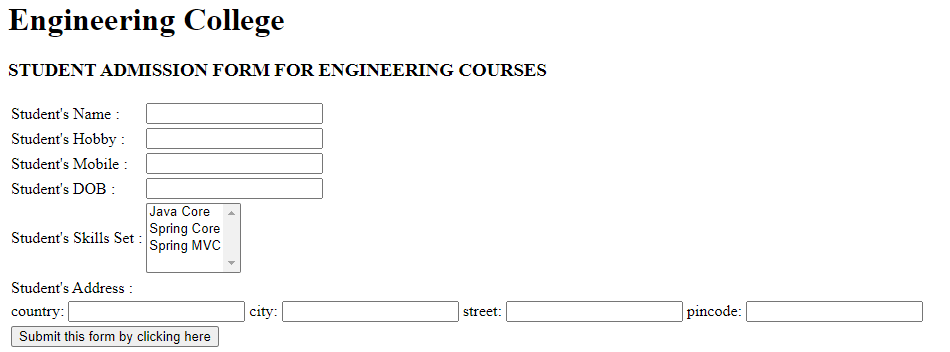 Engineering College
STUDENT ADMISSION FORM FOR ENGINEERING COURSES
Student's Name :
Student's Hobby :
Student's Mobile :
Student's DOB :
Student's Skills Set :
Java Core
Spring Core
Spring MVC
Student's Address :
country: city: street: pincode:
Submit this form by clicking here